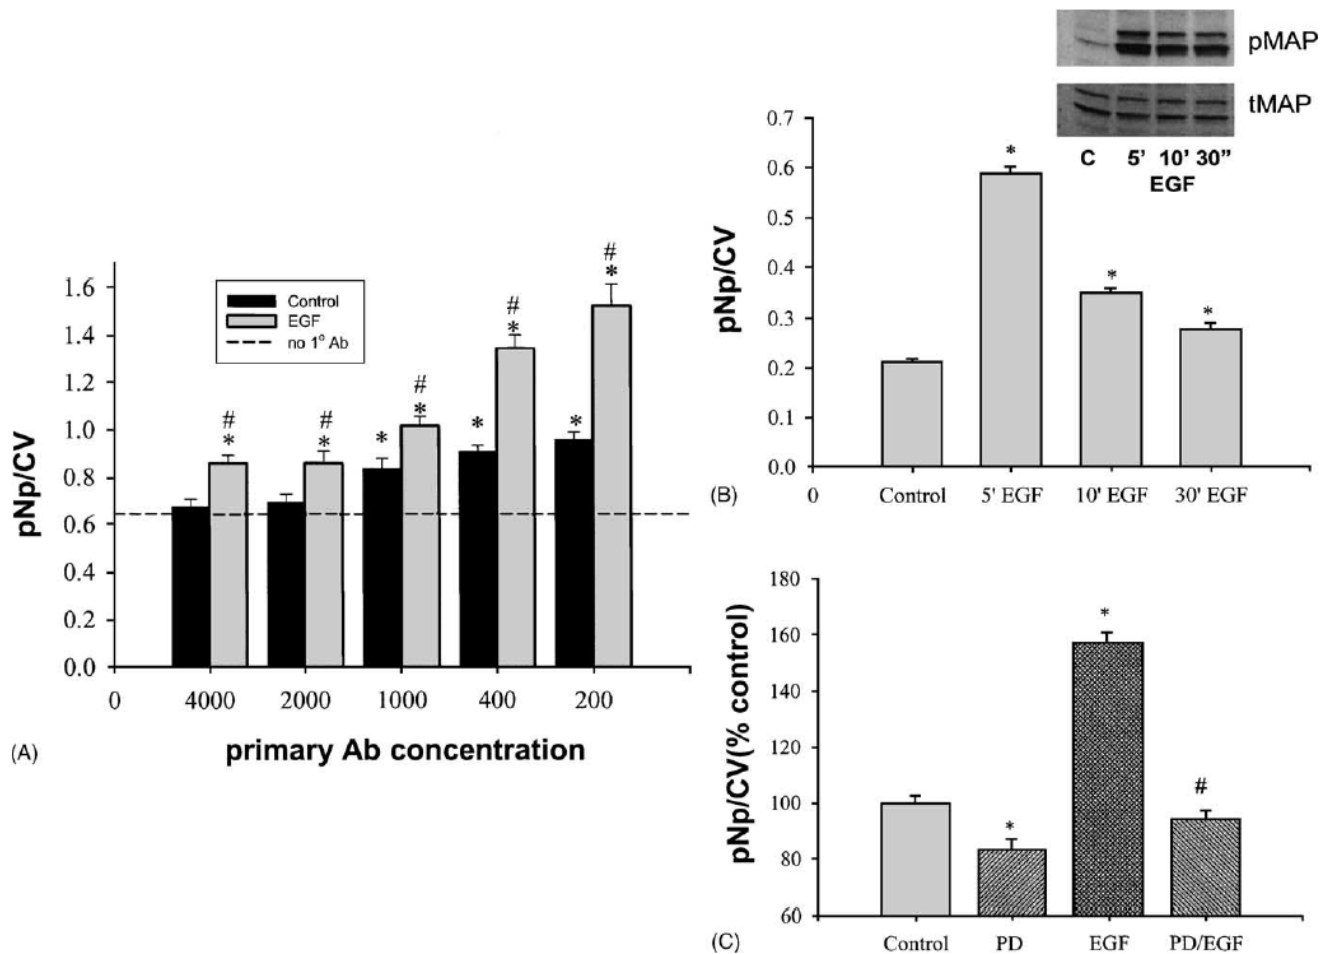 pNp/CV
1.6
1.4
1.2
1.0
0.8
0.6
0.4
0.2
0.0
Control
EGF
no 1° Ab
#
*
#
*
*
#
*
*
#
*
*
#
*
0 4000 2000 1000 400 200
primary Ab concentration
(A)
pMAP
tMAP
C 5' 10' 30"
EGF
pNp/CV
0.7
0.6
0.5
0.4
0.3
0.2
0.1
0.0
*
*
*
0 Control 5' EGF 10' EGF 30' EGF
(B)
pNp/CV(% control)
180
160
140
120
100
80
60
*
*
#
Control PD EGF PD/EGF
(C)